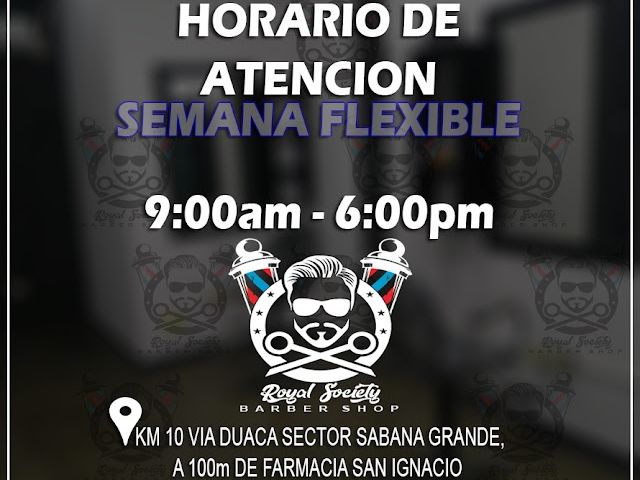 HORARIO DE
ATENCION
SEMANA FLEXIBLE
9:00am - 6:00pm
Royal Society
BARBER SHOP
KM 10 VIA DUACA SECTOR SABANA GRANDE,
A 100m DE FARMACIA SAN IGNACIO